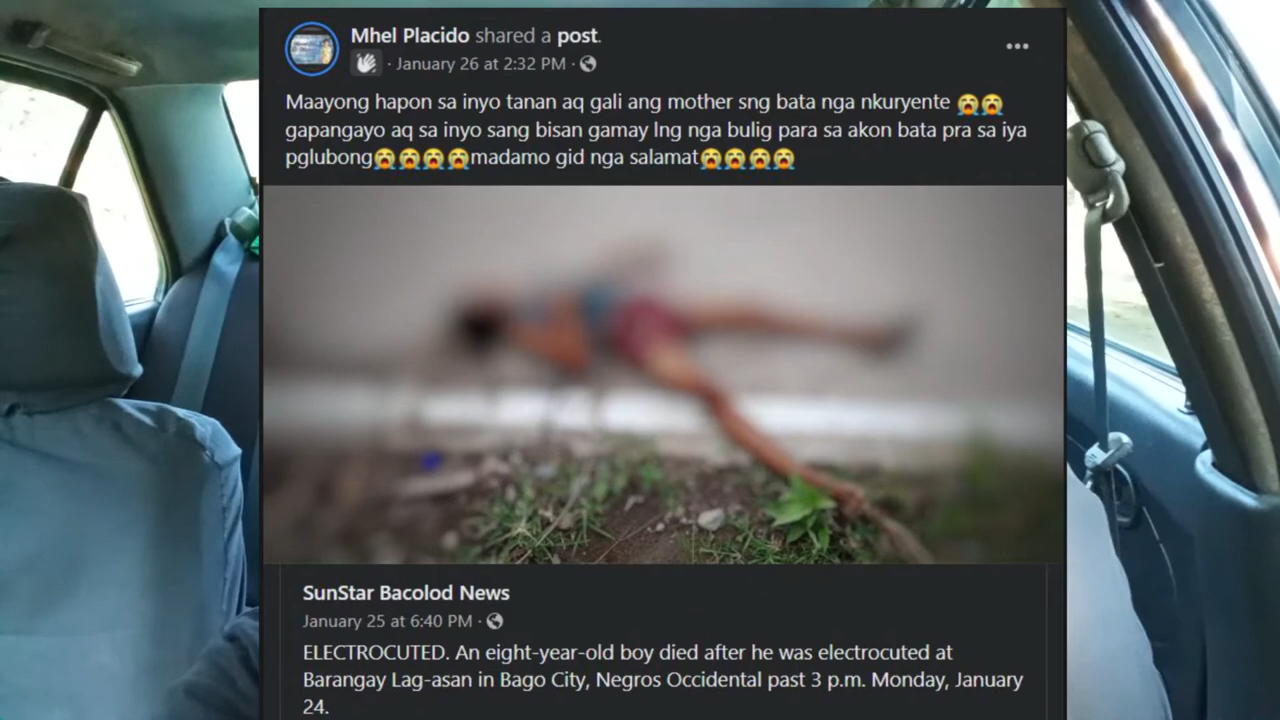 Mhel Placido shared a post.
January 26 at 2:32 PM
Maayong hapon sa inyo tanan aq gali ang mother sng bata nga nkuryente 😭😭
gapangayo aq sa inyo sang bisan gamay lng nga bulig para sa akon bata pra sa iya
pglubong😭😭😭😭madamo gid nga salamat😭😭😭😭
SunStar Bacolod News
January 25 at 6:40 PM
ELECTROCUTED. An eight-year-old boy died after he was electrocuted at
Barangay Lag-asan in Bago City, Negros Occidental past 3 p.m. Monday, January
24.